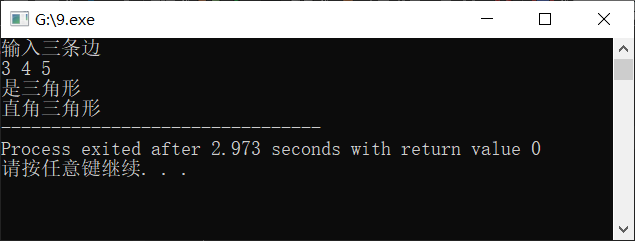 G:\9.exe
输入三条边
3 4 5
是三角形
直角三角形
--------------------------------
Process exited after 2.973 seconds with return value 0
请按任意键继续. . .